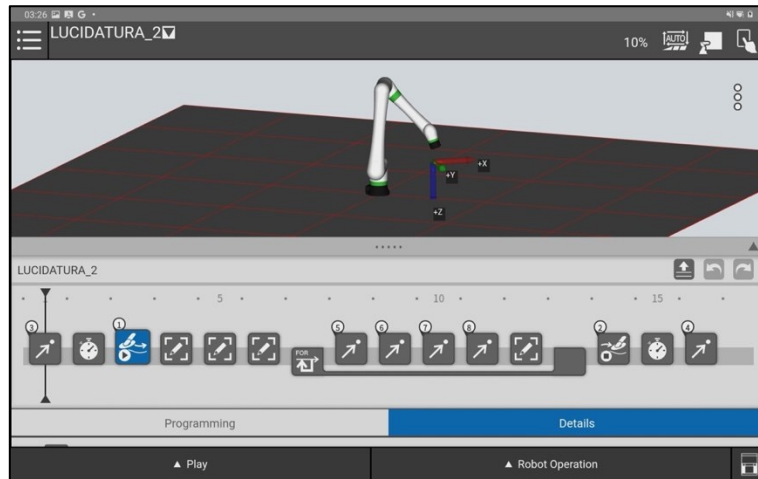 03:26 G
LUCIDATURA_2
10% AUTO
+X
+Y
+Z
LUCIDATURA_2
5 10 15
3 1 5 6 7 8 2 4
FOR
Programming Details
▲ Play ▲ Robot Operation